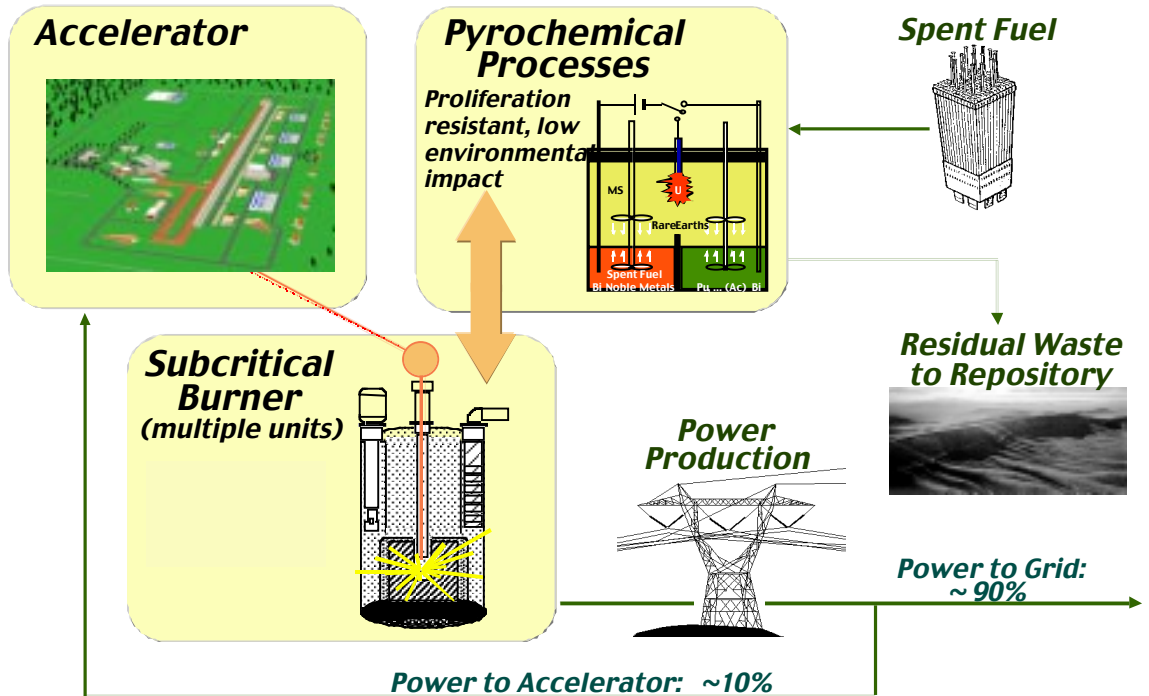 Accelerator
Pyrochemical
Processes
Proliferation
resistant, low
environmenta
impact
MS
U
RareEarths
Spent Fuel
Bi Noble Metals
Pu, ... (Ac) Bi
Spent Fuel
Residual Waste
to Repository
Subcritical
Burner
(multiple units)
Power
Production
Power to Grid:
~ 90%
Power to Accelerator: ~10%